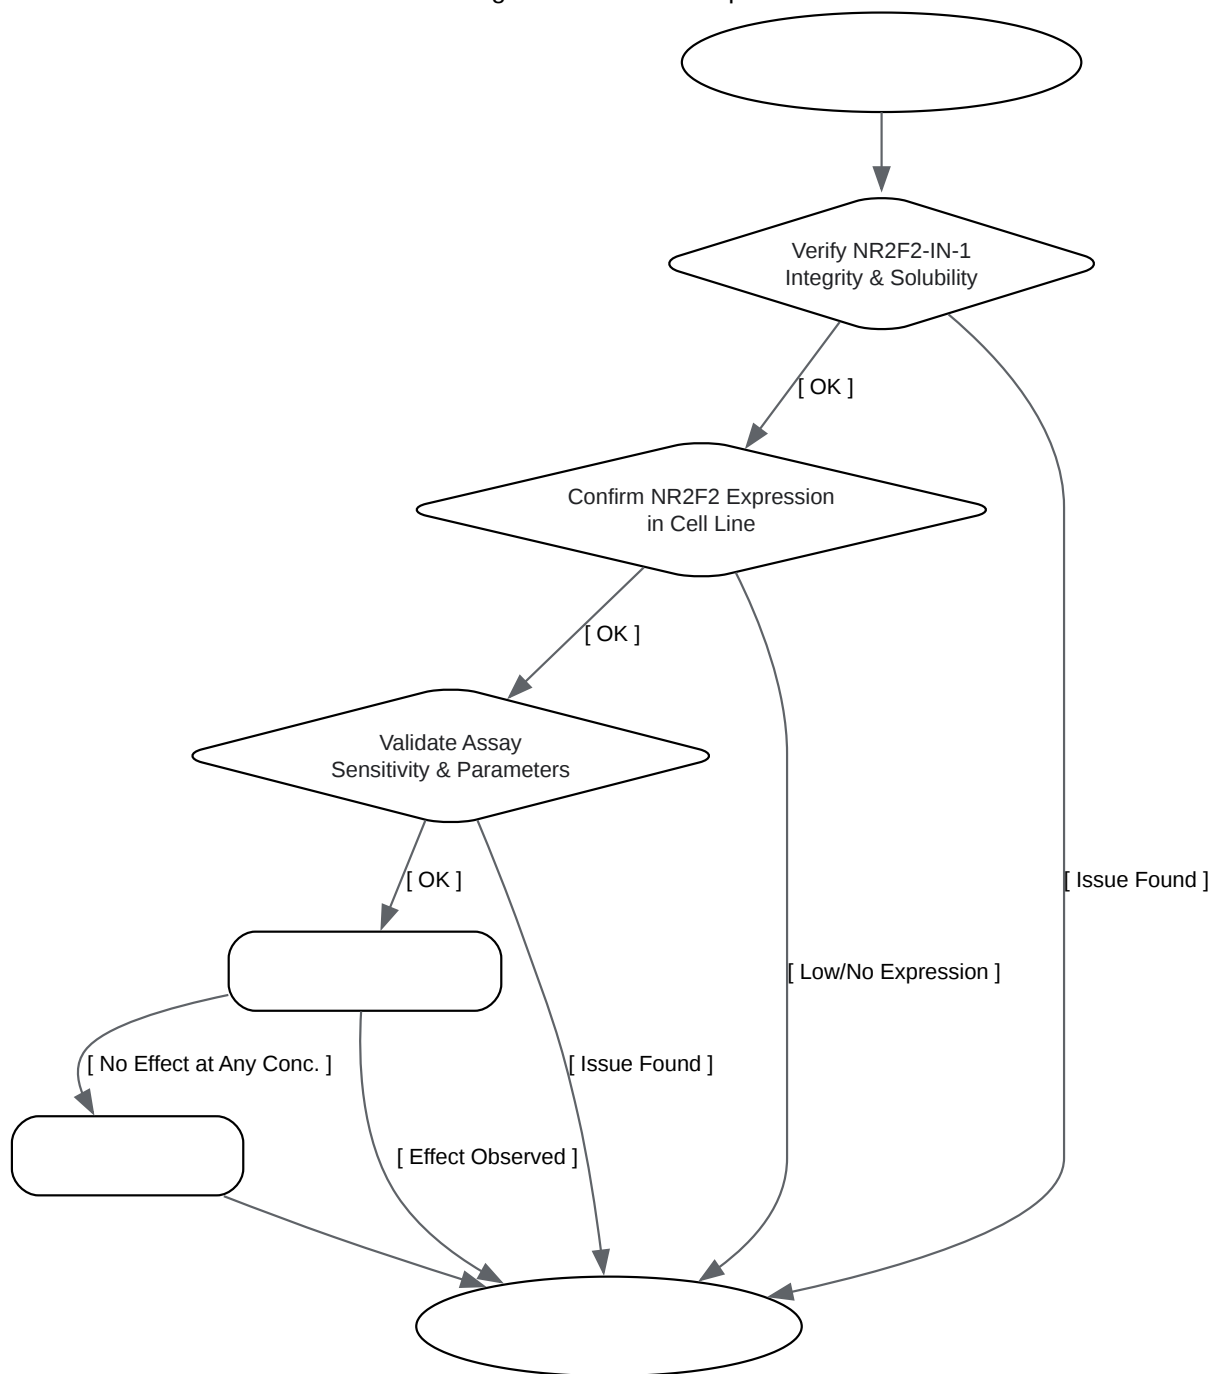 Verify NR2F2-IN-1
Integrity & Solubility
[ OK ]
Confirm NR2F2 Expression
in Cell Line
[ OK ]
Validate Assay
Sensitivity & Parameters
[ OK ]
[ Issue Found ]
[ Low/No Expression ]
[ No Effect at Any Conc. ]
[ Issue Found ]
[ Effect Observed ]